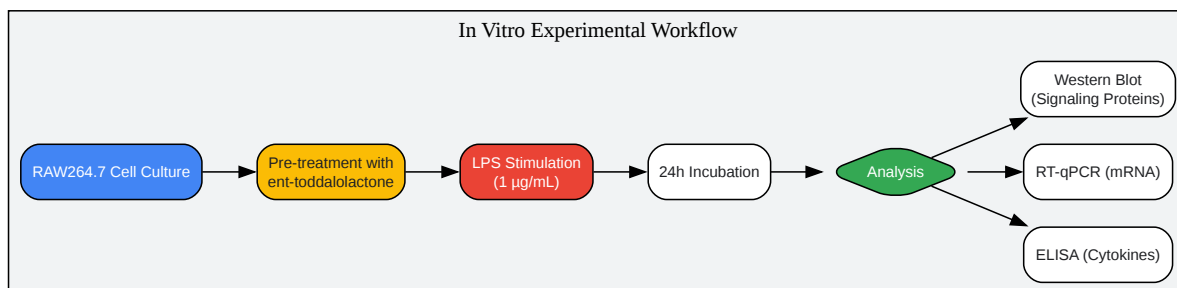 In Vitro Experimental Workflow
RAW264.7 Cell Culture
Pre-treatment with
ent-toddalolactone
LPS Stimulation
(1 µg/mL)
24h Incubation
Analysis
Western Blot
(Signaling Proteins)
RT-qPCR (mRNA)
ELISA (Cytokines)